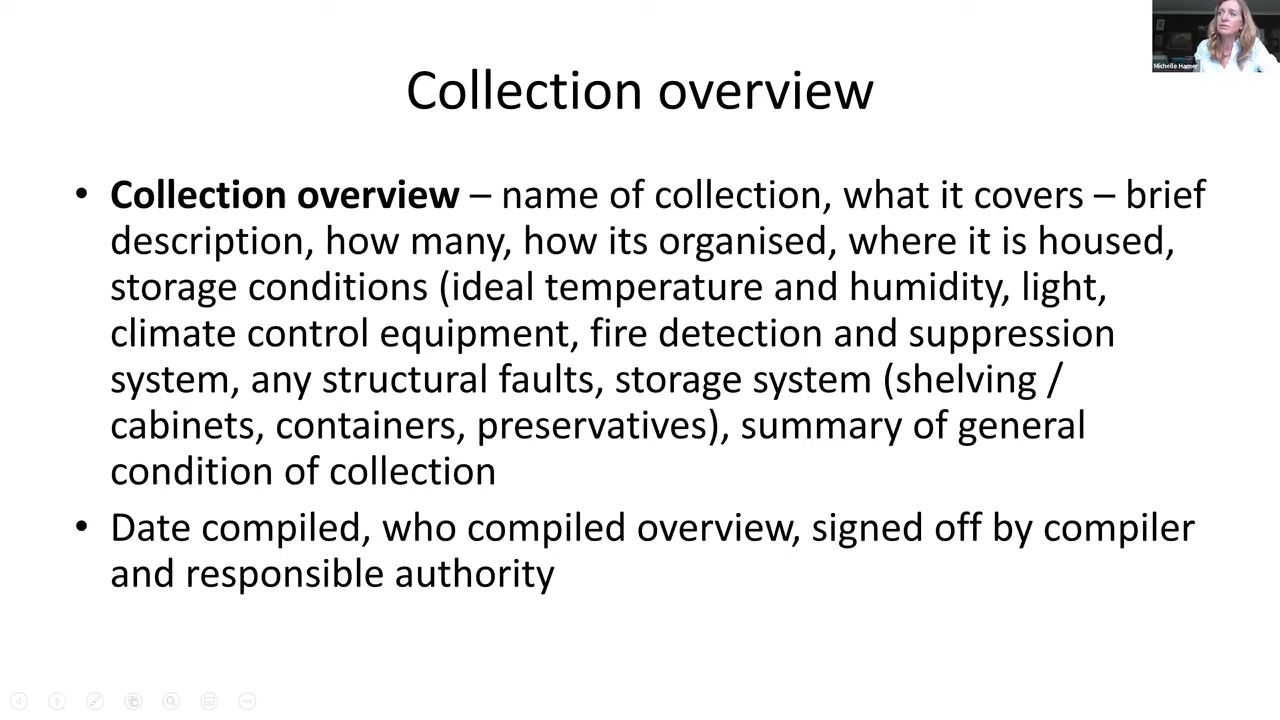 Michelle Hamer
Collection overview
• Collection overview – name of collection, what it covers – brief
description, how many, how its organised, where it is housed,
storage conditions (ideal temperature and humidity, light,
climate control equipment, fire detection and suppression
system, any structural faults, storage system (shelving /
cabinets, containers, preservatives), summary of general
condition of collection
• Date compiled, who compiled overview, signed off by compiler
and responsible authority